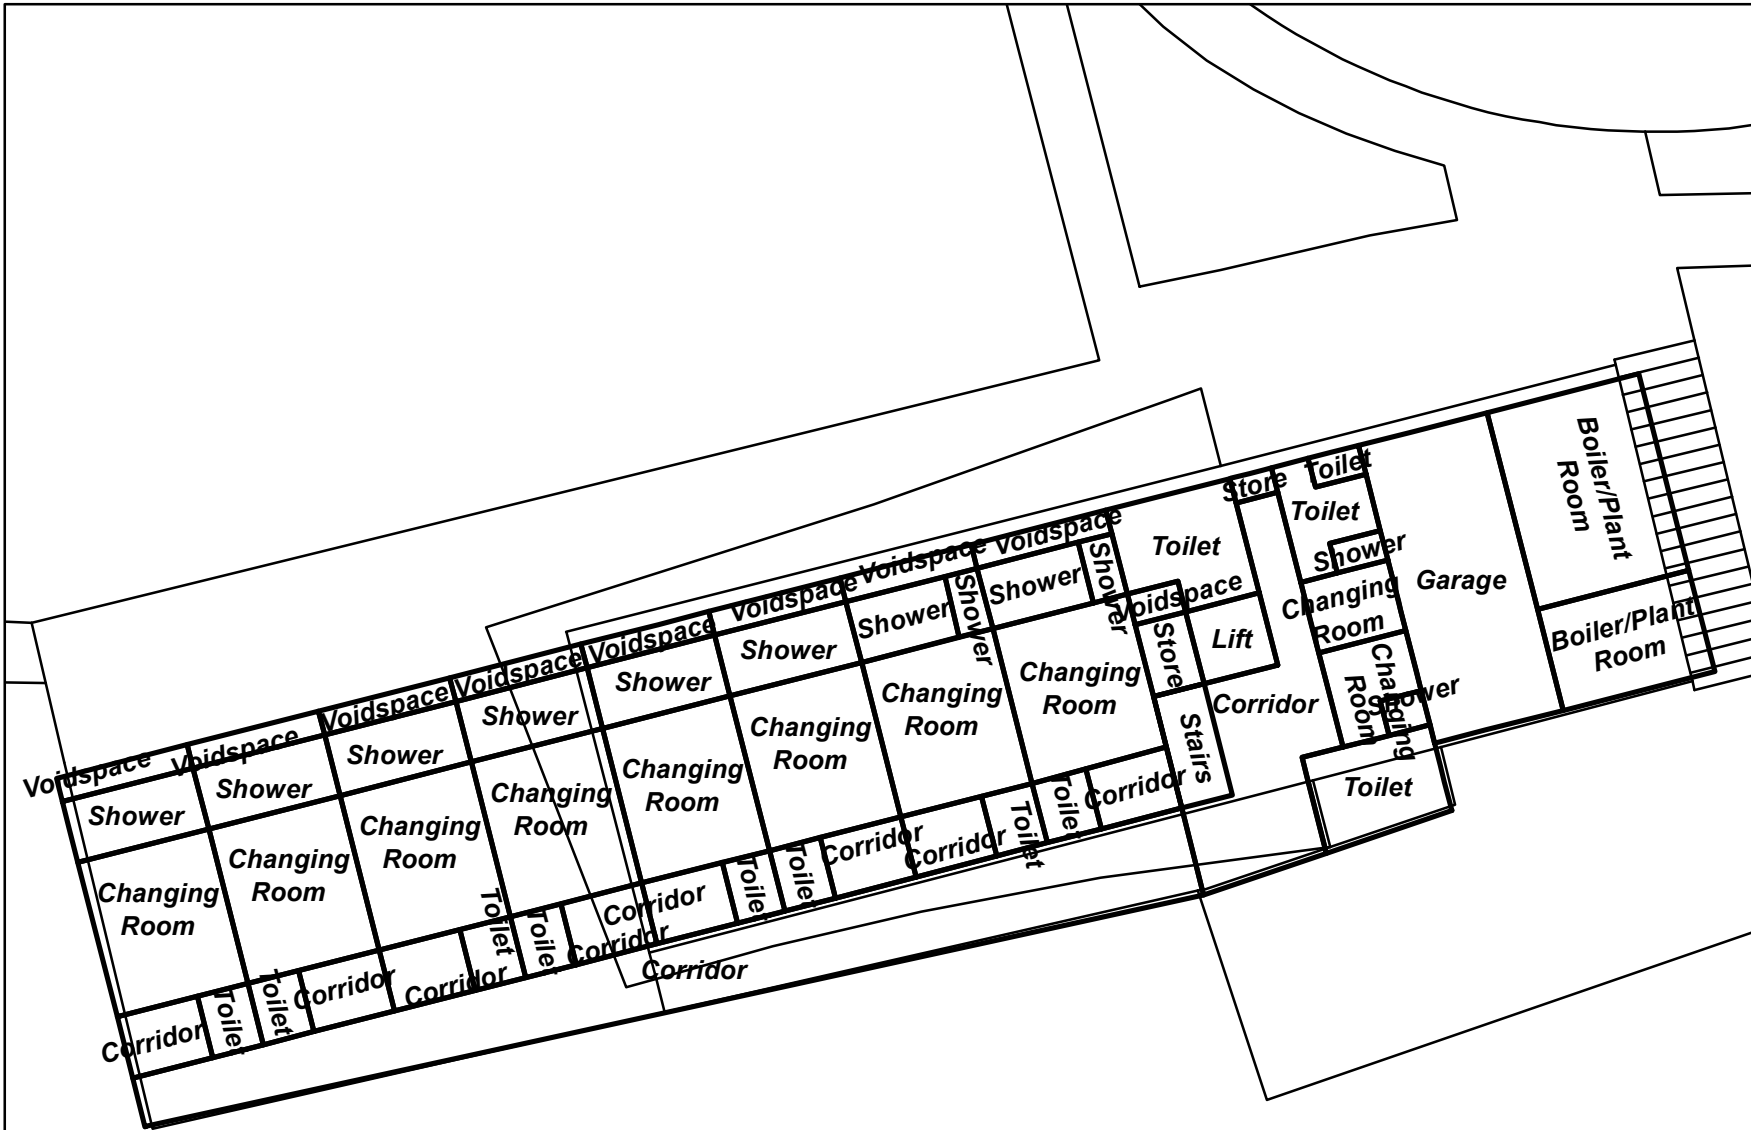 Voidspace
Voidspace
Voidspace
Voidspace
Voidspace
Voidspace
Voidspace
Voidspace
Shower
Shower
Shower
Shower
Shower
Shower
Shower
Shower
Shower
Shower
Changing
Room
Changing
Room
Changing
Room
Changing
Room
Changing
Room
Changing
Room
Changing
Room
Changing
Room
Corridor
Toilet
Toilet
Corridor
Corridor
Toilet
Toilet
Corridor
Corridor
Toilet
Toilet
Corridor
Corridor
Toilet
Toilet
Corridor
Corridor
Toilet
Voidspace
Store
Lift
Stairs
Corridor
Store
Toilet
Toilet
Shower
Changing
Room
Changing
Room
Shower
Toilet
Garage
Boiler/Plant
Room
Boiler/Plant
Room